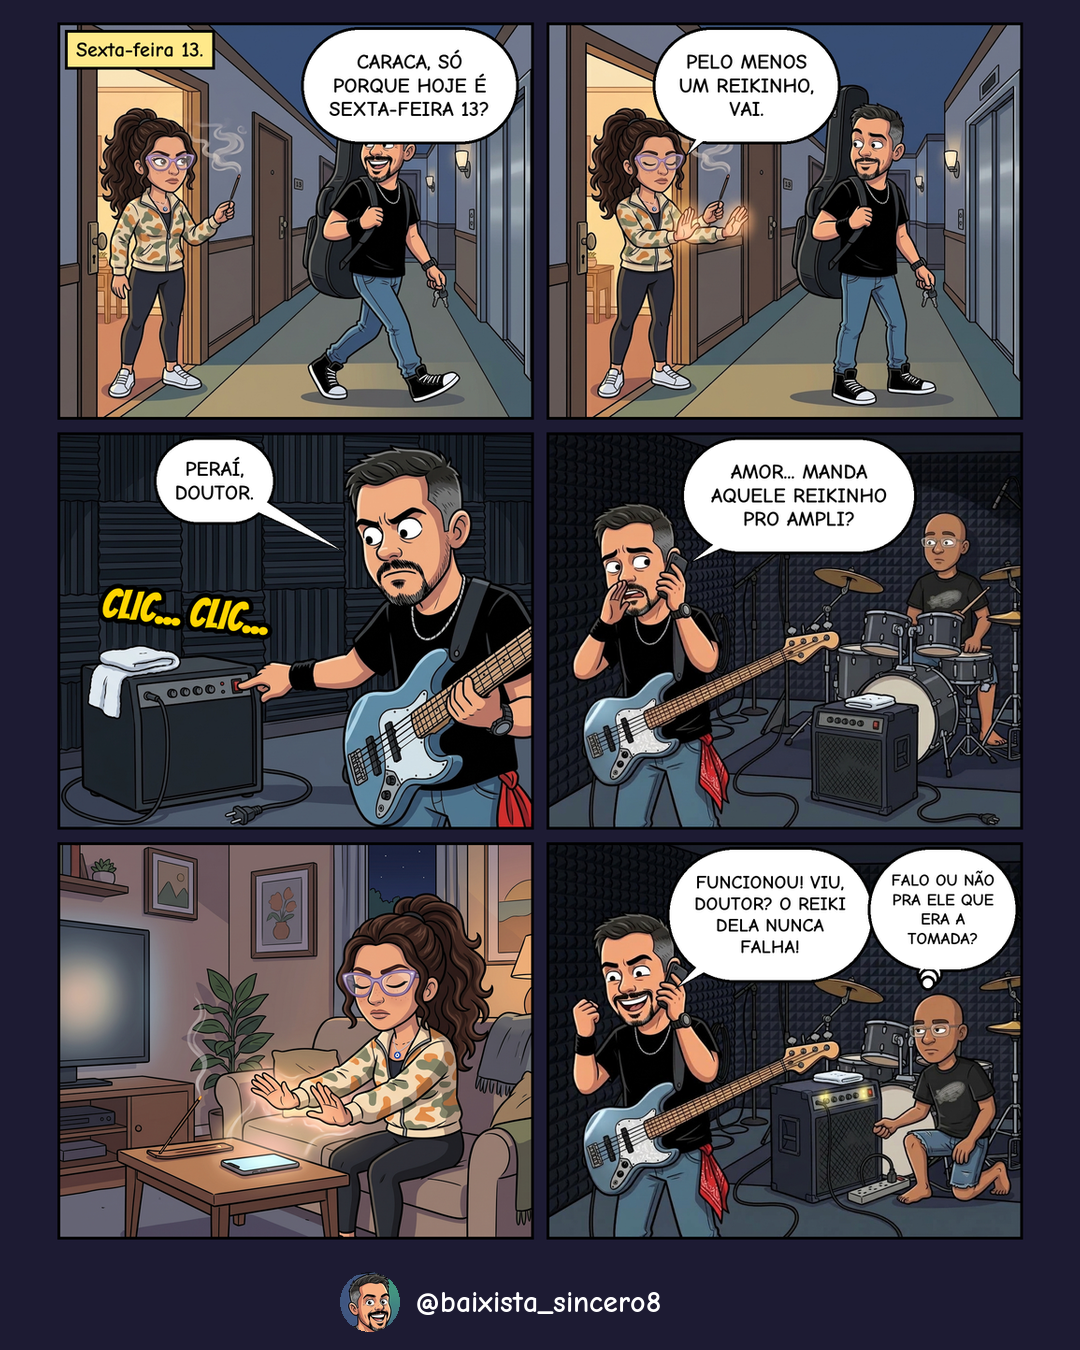 Sexta-feira 13.
CARACA, SÓ
PORQUE HOJE É
SEXTA-FEIRA 13?
PELO MENOS
UM REIKINHO,
VAI.
PERAÍ,
DOUTOR.
CLIC... CLIC...
AMOR... MANDA
AQUELE REIKINHO
PRO AMPLI?
FUNCIONOU! VIU,
DOUTOR? O REIKI
DELA NUNCA
FALHA!
FALO OU NÃO
PRA ELE QUE
ERA A
TOMADA?
@baixista_sincero8